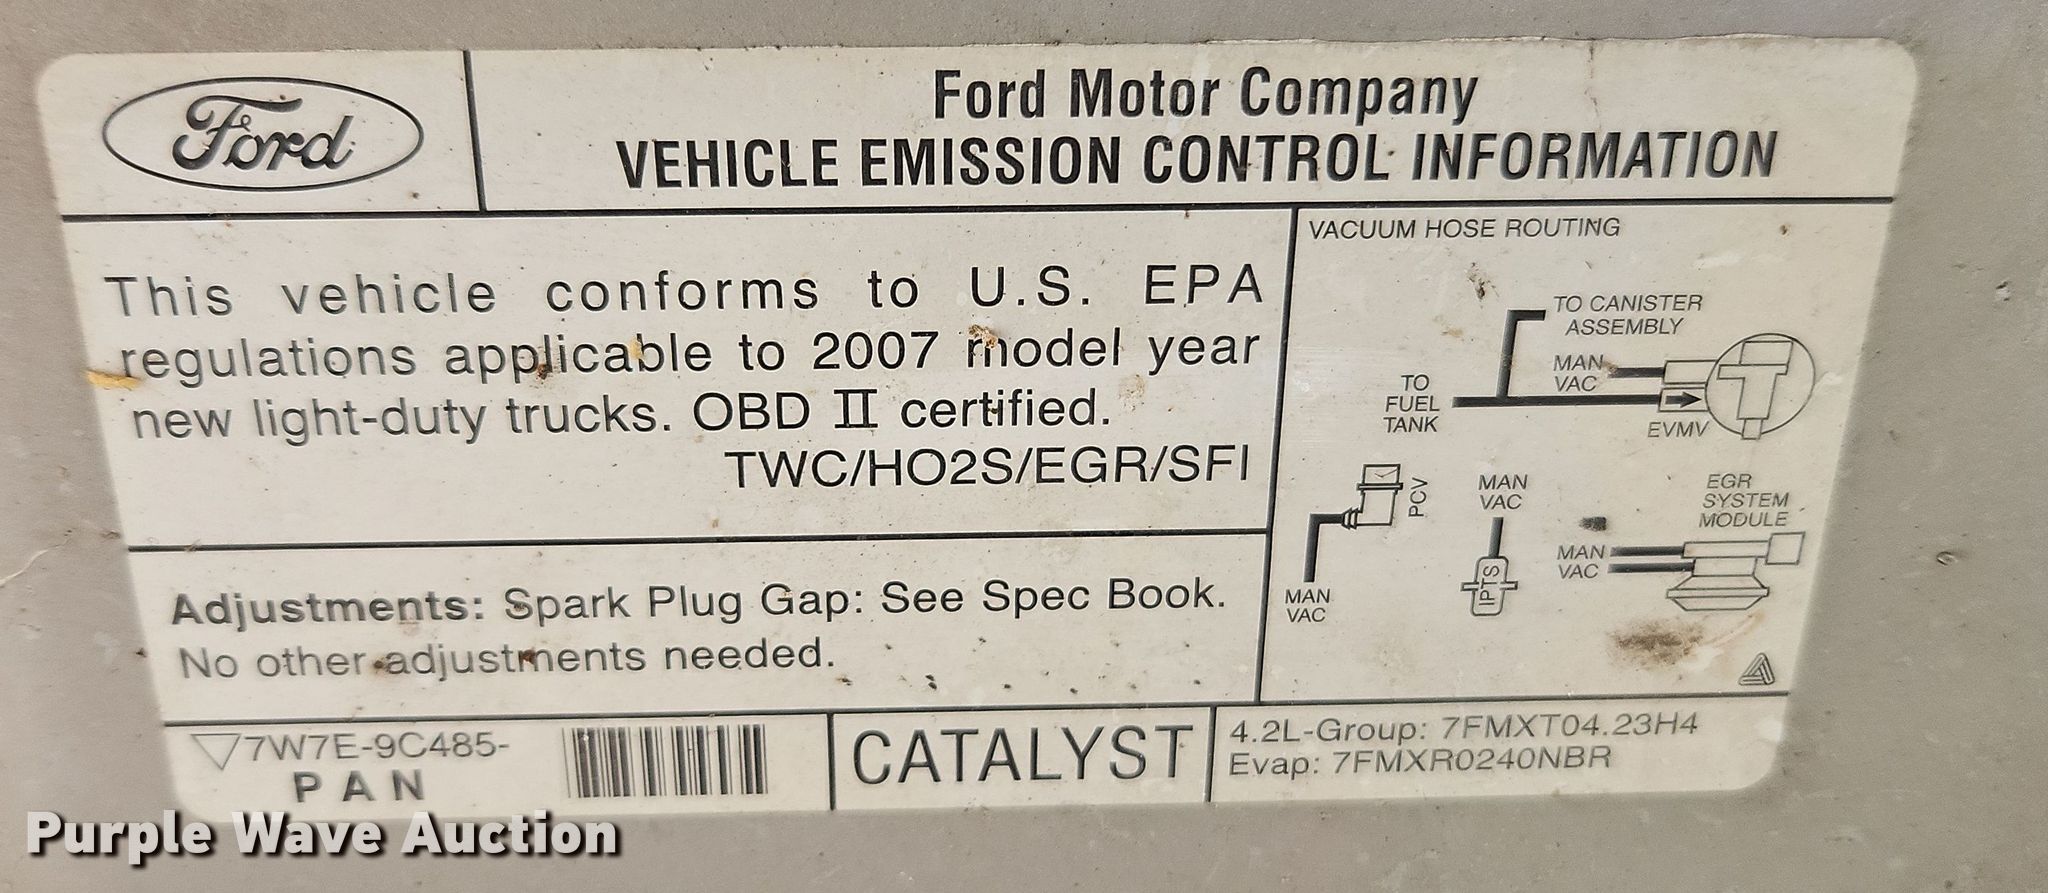 Ford
Ford Motor Company
VEHICLE EMISSION CONTROL INFORMATION
This vehicle conforms to U.S. EPA
regulations applicable to 2007 model year
new light-duty trucks. OBD II certified.
TWC/HO2S/EGR/SFI
Adjustments: Spark Plug Gap: See Spec Book.
No other adjustments needed.
VACUUM HOSE ROUTING
TO CANISTER
ASSEMBLY
MAN
VAC
TO
FUEL
TANK
EVMV
PCV
MAN
VAC
MAN
VAC
IPTS
EGR
SYSTEM
MODULE
MAN
VAC
7W7E-9C485-
PAN
CATALYST
4.2L-Group: 7FMXT04.23H4
Evap: 7FMXR0240NBR
Purple Wave Auction